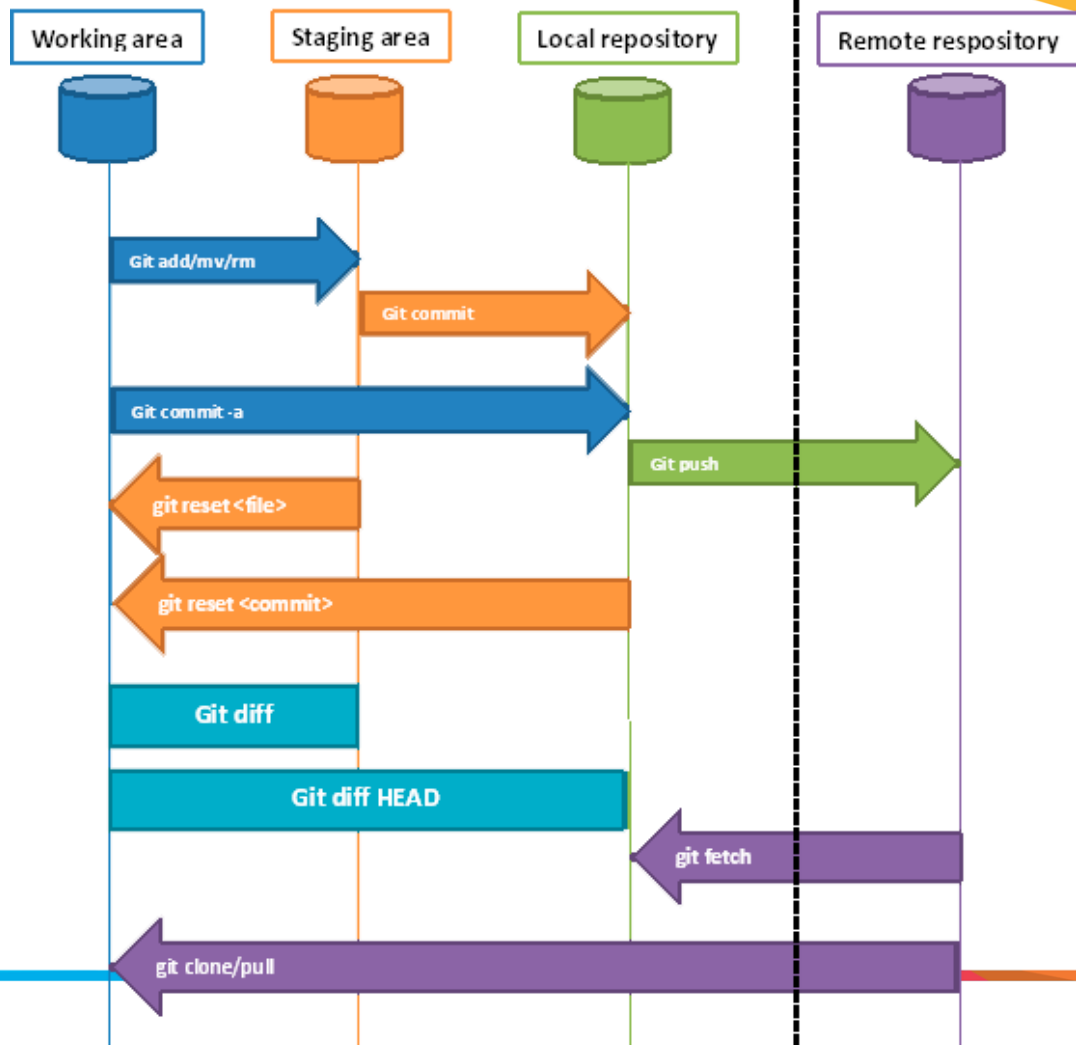 Working area
Staging area
Local repository
Remote respository
Git add/mv/rm
Git commit
Git commit -a
Git push
git reset <file>
git reset <commit>
Git diff
Git diff HEAD
git fetch
git clone/pull